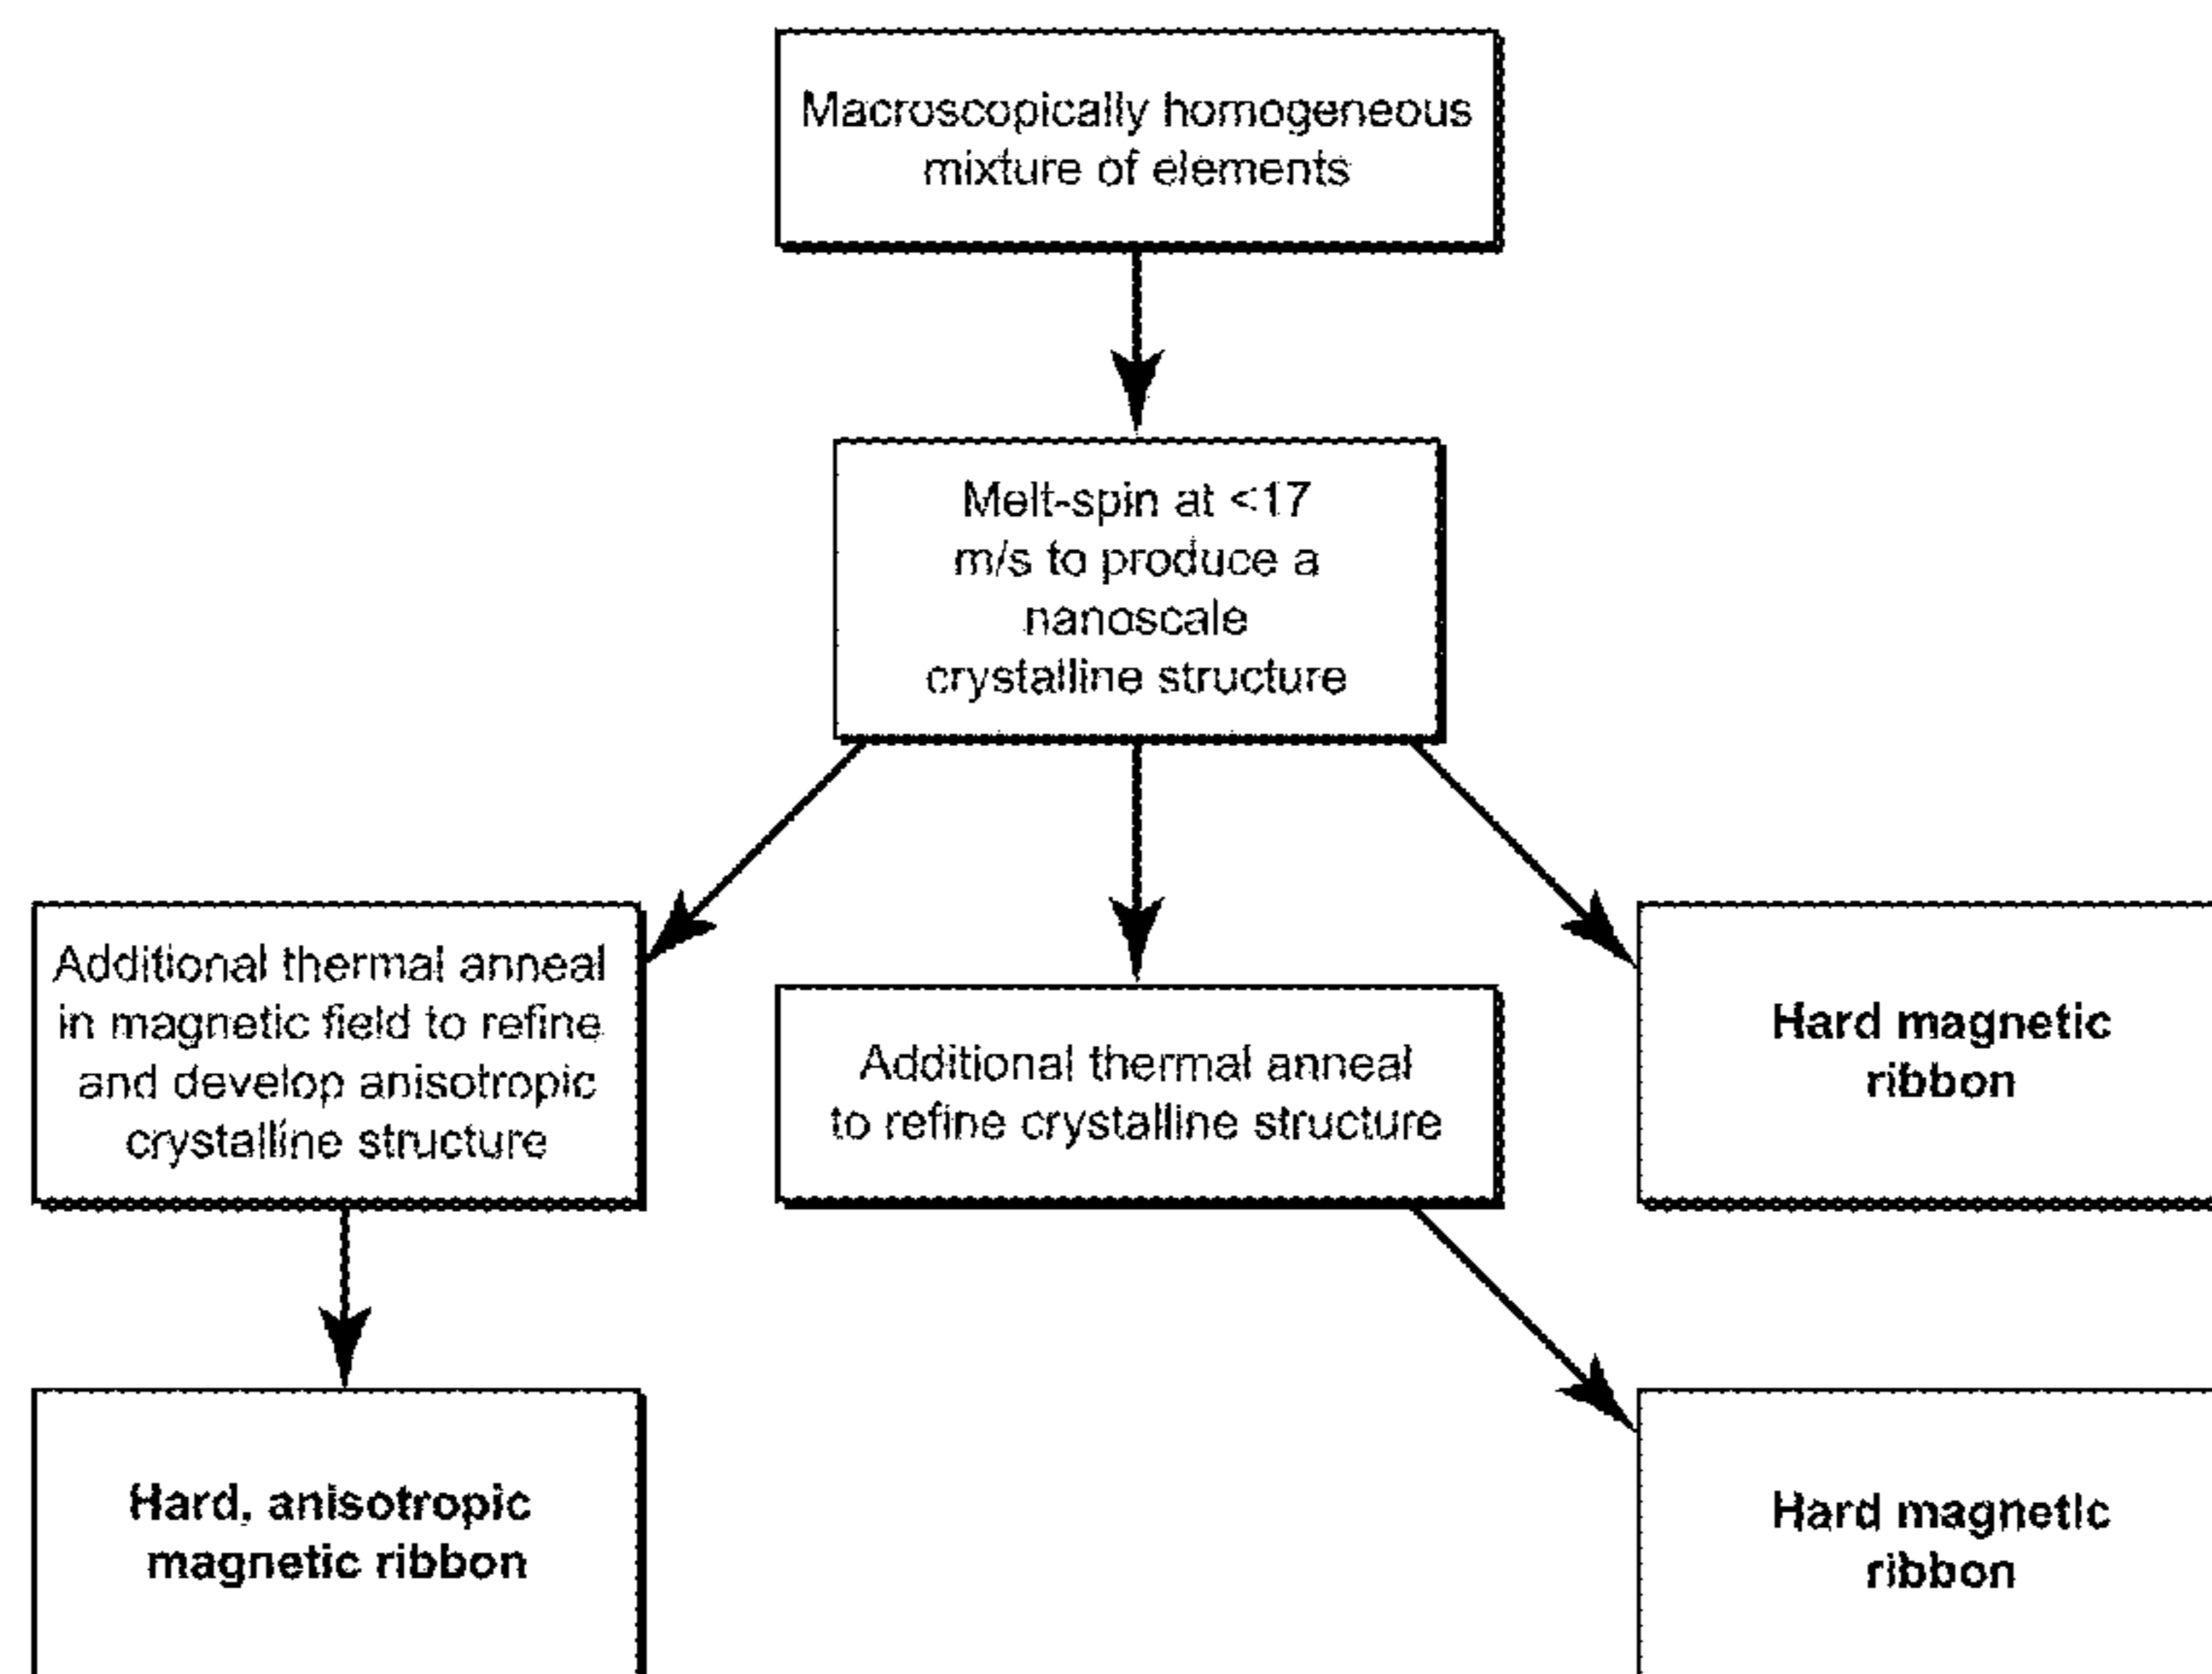 Macroscopically homogeneous
mixture of elements
Melt-spin at <17
m/s to produce a
nanoscale
crystalline structure
Additional thermal anneal
in magnetic field to refine
and develop anisotropic
crystalline structure
Additional thermal anneal
to refine crystalline structure
Hard magnetic
ribbon
Hard, anisotropic
magnetic ribbon
Hard magnetic
ribbon